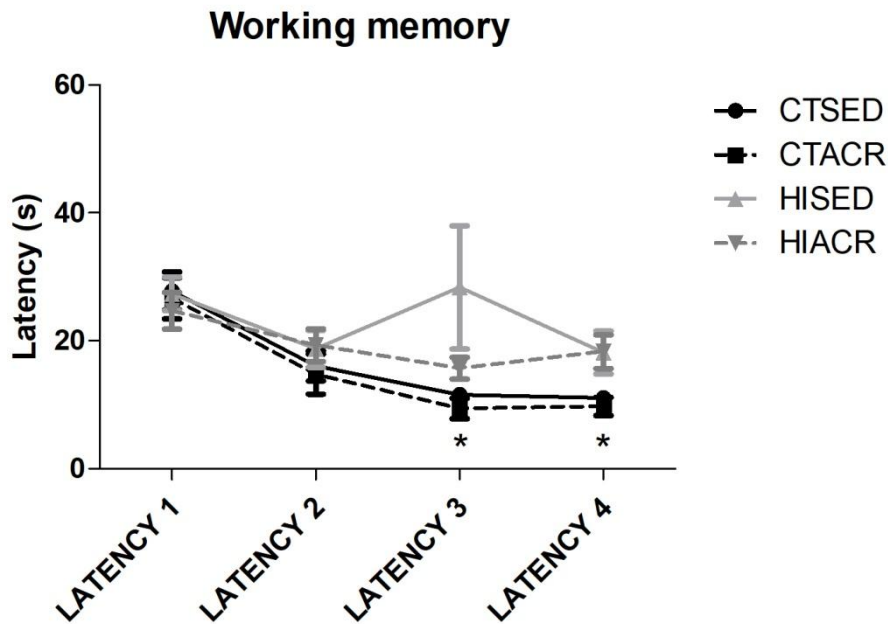 Working memory
60
40
20
0
Latency (s)
* *
LATENCY 1
LATENCY 2
LATENCY 3
LATENCY 4
CTSED
CTACR
HISED
HIACR